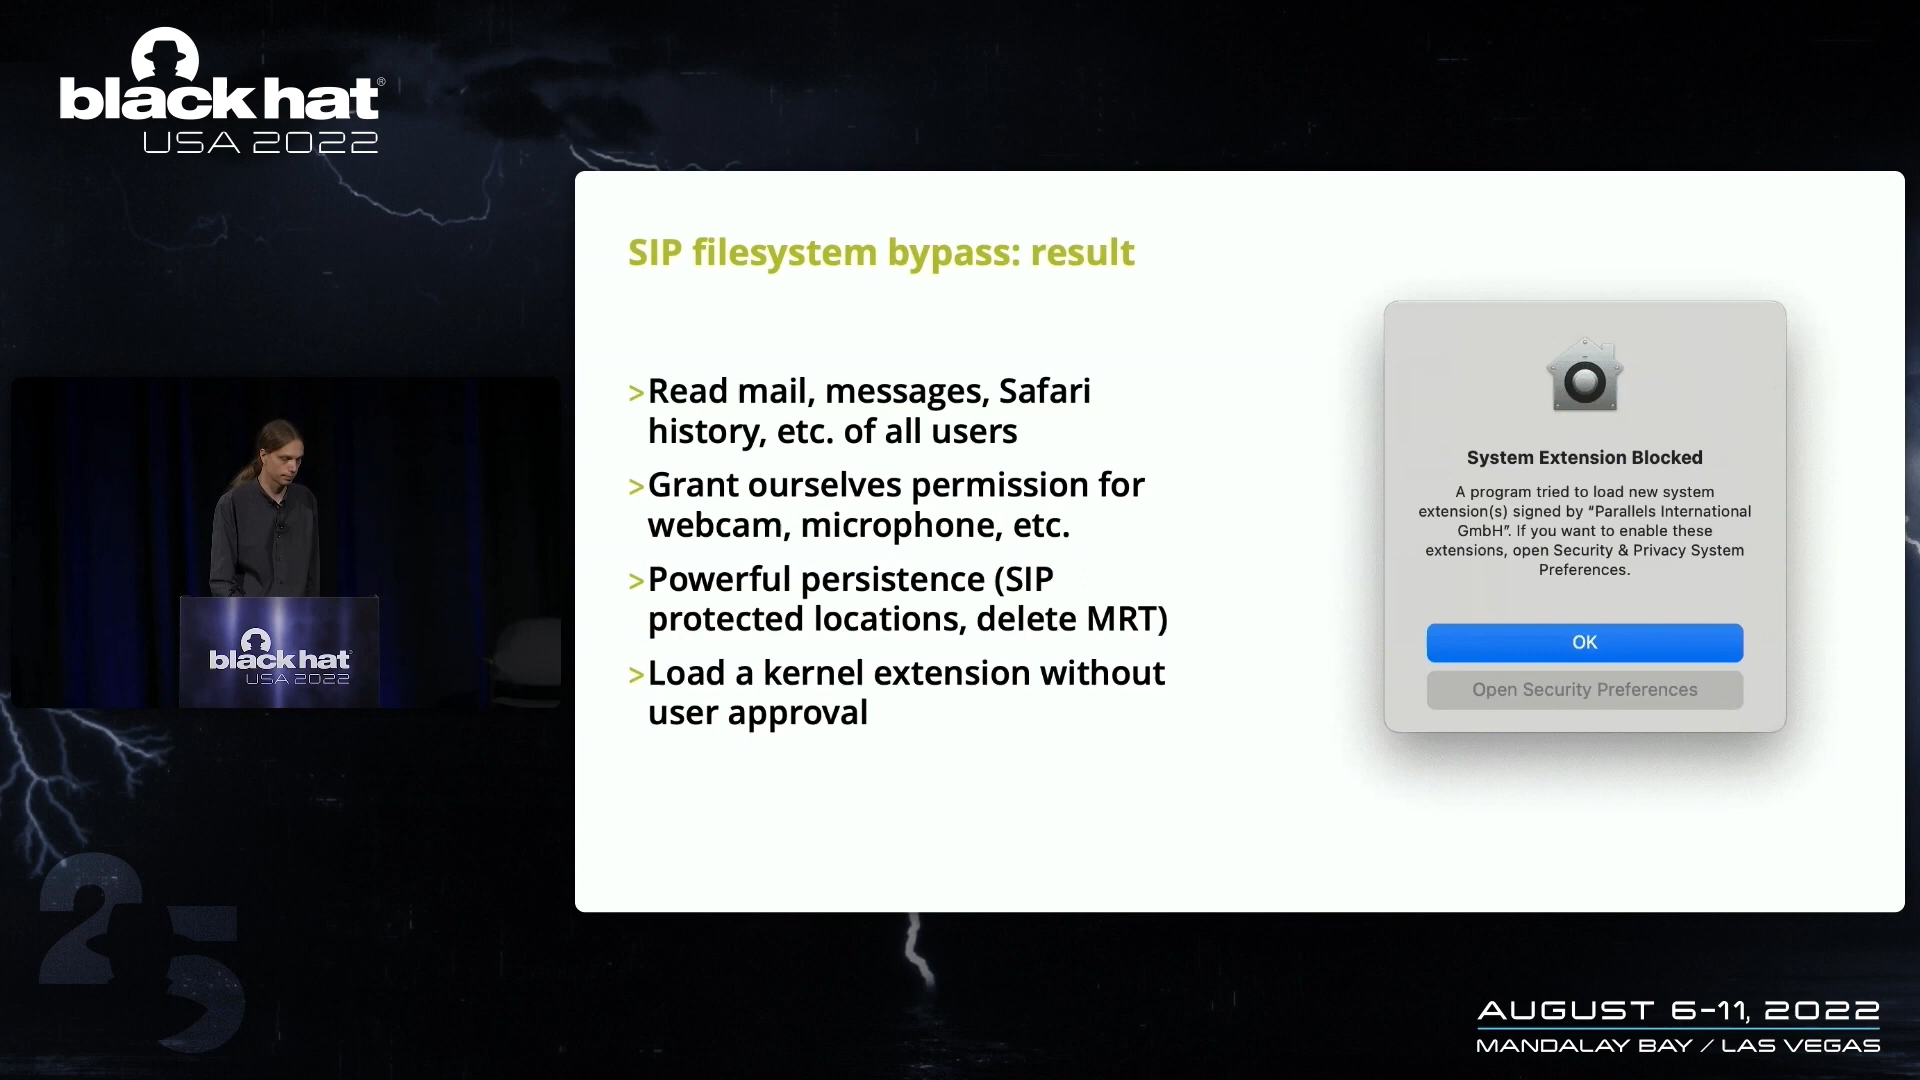 black hat®
USA 2022
SIP filesystem bypass: result
>Read mail, messages, Safari
history, etc. of all users
>Grant ourselves permission for
webcam, microphone, etc.
>Powerful persistence (SIP
protected locations, delete MRT)
>Load a kernel extension without
user approval
System Extension Blocked
A program tried to load new system
extension(s) signed by “Parallels International
GmbH”. If you want to enable these
extensions, open Security & Privacy System
Preferences.
OK
Open Security Preferences
black hat
USA 2022
25
AUGUST 6-11, 2022
MANDALAY BAY / LAS VEGAS